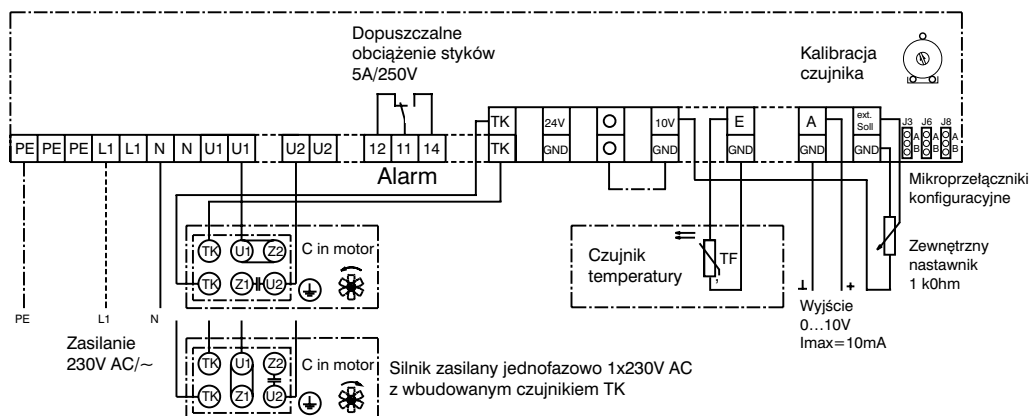 Dopuszczalne
obciążenie styków
5A/250V
Kalibracja
czujnika
TK 24V 10V E A ext. Soll J3 J6 J8
A A A
B B B
PE PE PE L1 L1 N N U1 U1 U2 U2 12 11 14 TK GND GND GND GND GND
Alarm
Mikroprzełączniki
konfiguracyjne
TK U1 Z2 C in motor
TK Z1 U2
Czujnik
temperatury
TF
Zewnętrzny
nastawnik
1 k0hm
⊥ +
PE L1 N
Wyjście
0...10V
Imax=10mA
Zasilanie
230V AC/~
TK U1 Z2 C in motor
TK Z1 U2
Silnik zasilany jednofazowo 1x230V AC
z wbudowanym czujnikiem TK